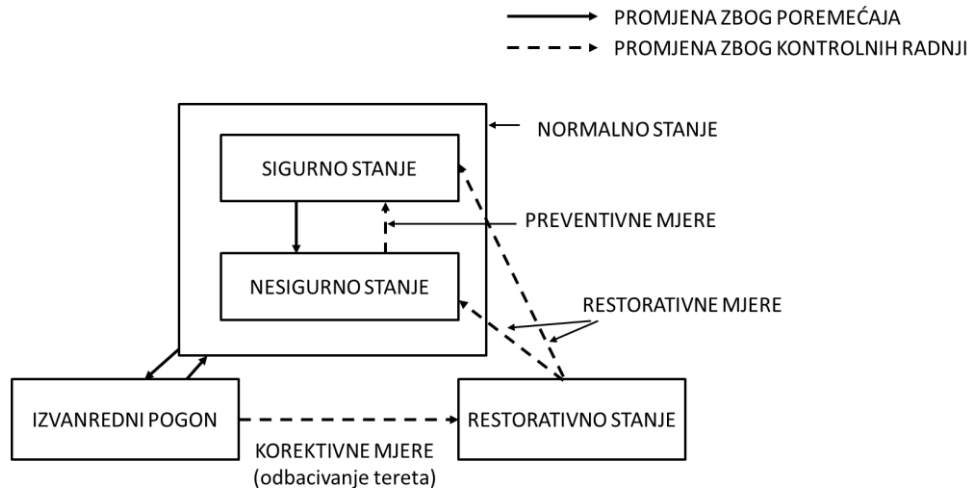 PROMJENA ZBOG POREMEĆAJA
PROMJENA ZBOG KONTROLNIH RADNJI
NORMALNO STANJE
SIGURNO STANJE
PREVENTIVNE MJERE
NESIGURNO STANJE
RESTORATIVNE MJERE
IZVANREDNI POGON
RESTORATIVNO STANJE
KOREKTIVNE MJERE
(odbacivanje tereta)